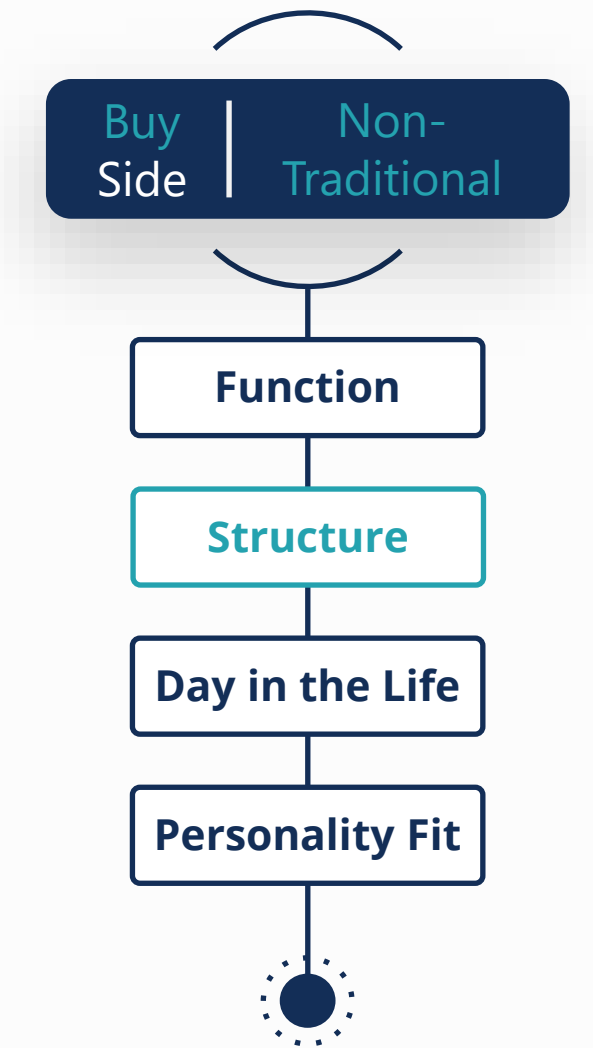 Buy
Side
Non-
Traditional
Function
Structure
Day in the Life
Personality Fit